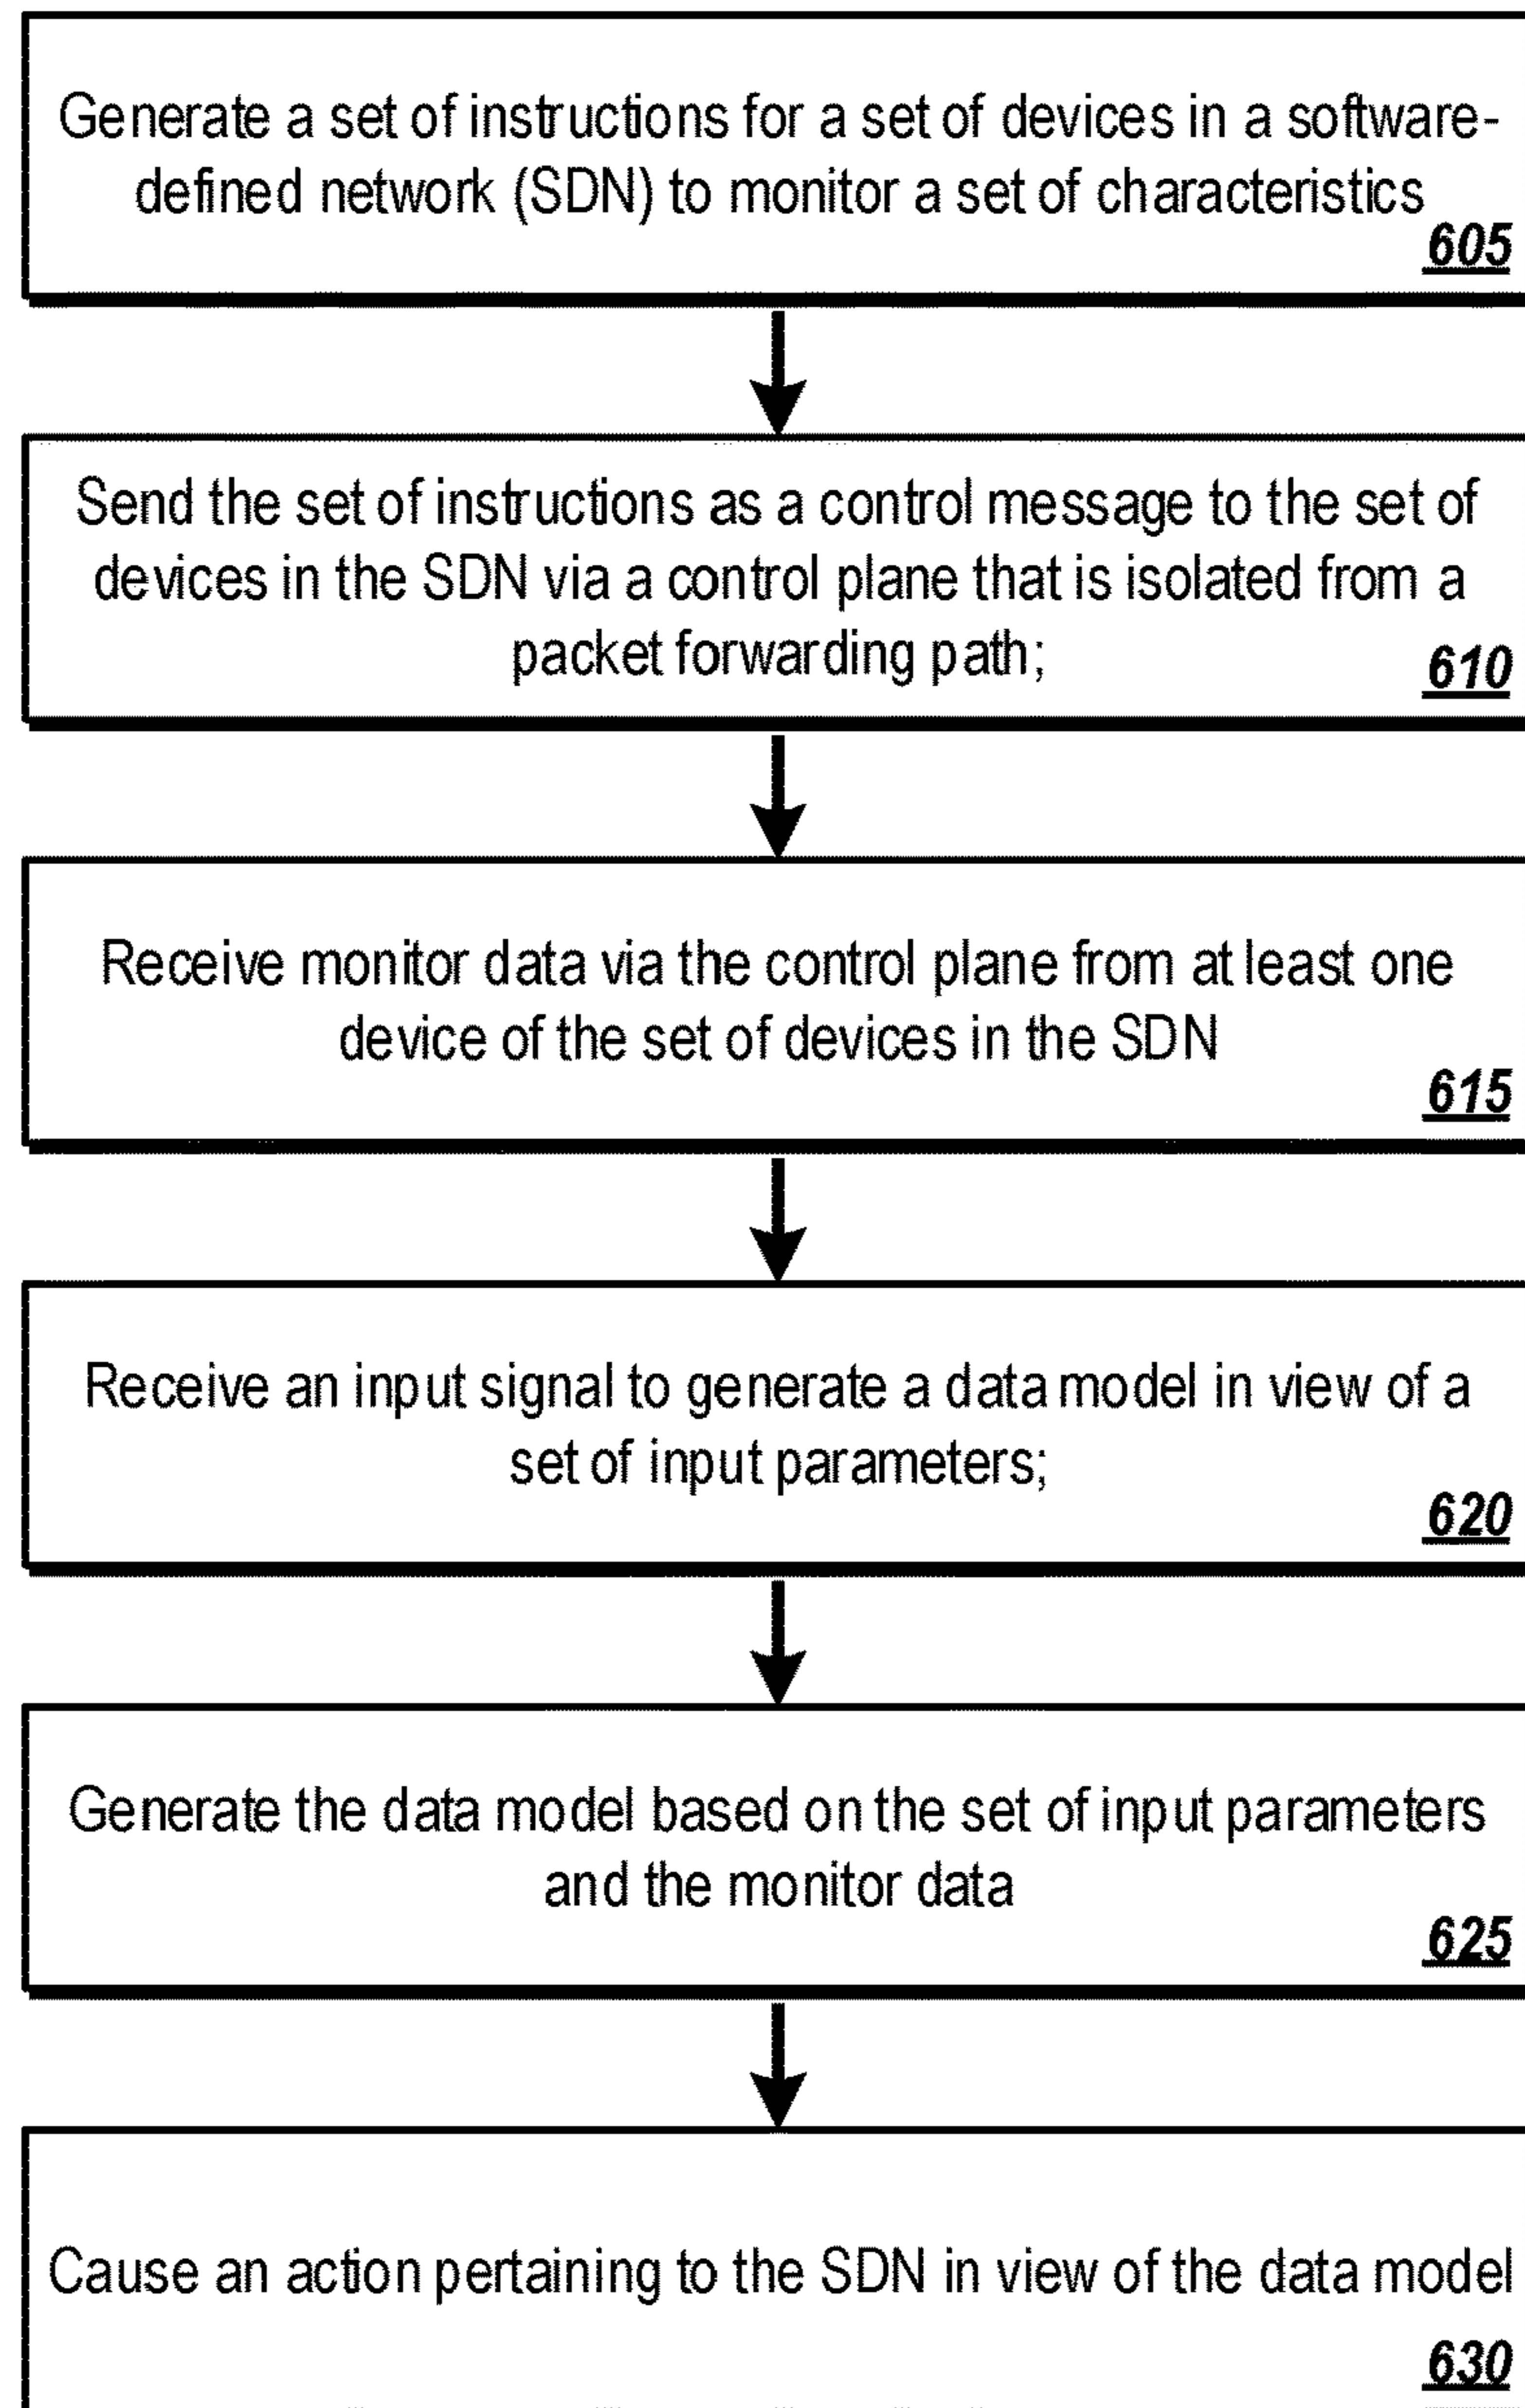 Generate a set of instructions for a set of devices in a software-
defined network (SDN) to monitor a set of characteristics
605
Send the set of instructions as a control message to the set of
devices in the SDN via a control plane that is isolated from a
packet forwarding path;
610
Receive monitor data via the control plane from at least one
device of the set of devices in the SDN
615
Receive an input signal to generate a data model in view of a
set of input parameters;
620
Generate the data model based on the set of input parameters
and the monitor data
625
Cause an action pertaining to the SDN in view of the data model
630